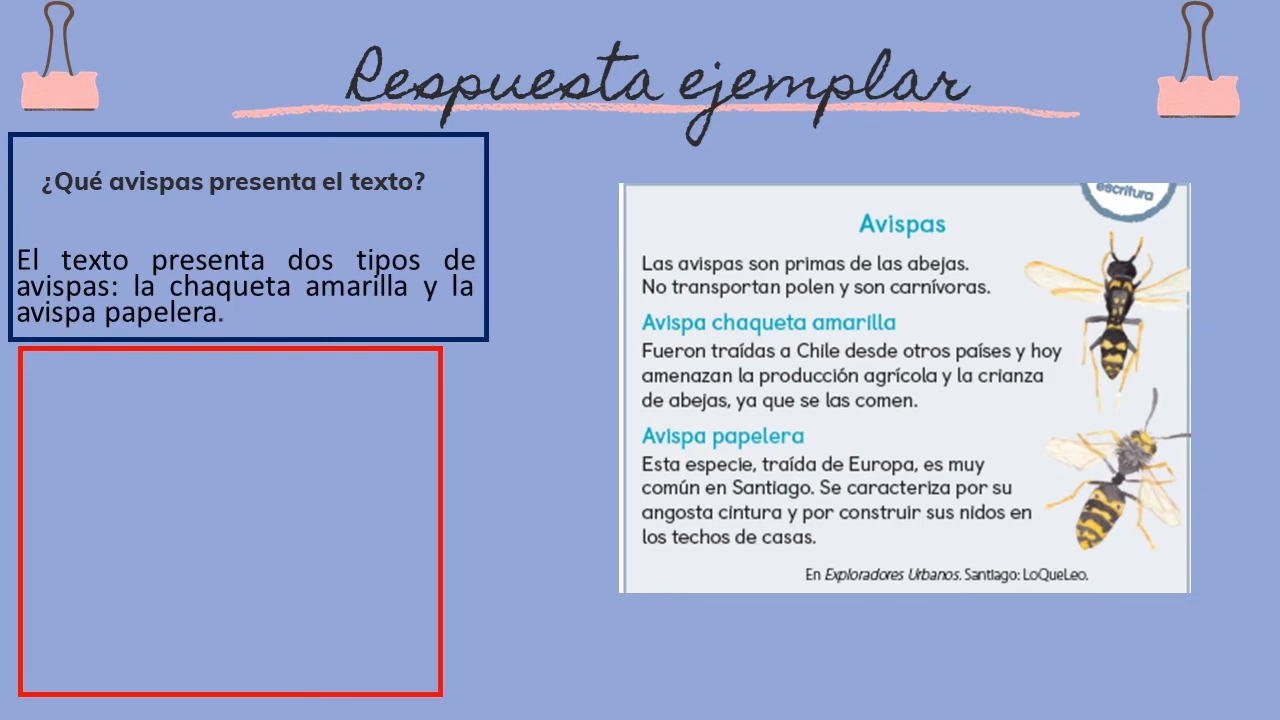 Respuesta ejemplar
¿Qué avispas presenta el texto?
El texto presenta dos tipos de
avispas: la chaqueta amarilla y la
avispa papelera.
escritura
Avispas
Las avispas son primas de las abejas.
No transportan polen y son carnívoras.
Avispa chaqueta amarilla
Fueron traídas a Chile desde otros países y hoy
amenazan la producción agrícola y la crianza
de abejas, ya que se las comen.
Avispa papelera
Esta especie, traída de Europa, es muy
común en Santiago. Se caracteriza por su
angosta cintura y por construir sus nidos en
los techos de casas.
En Exploradores Urbanos. Santiago: LoQueLeo.